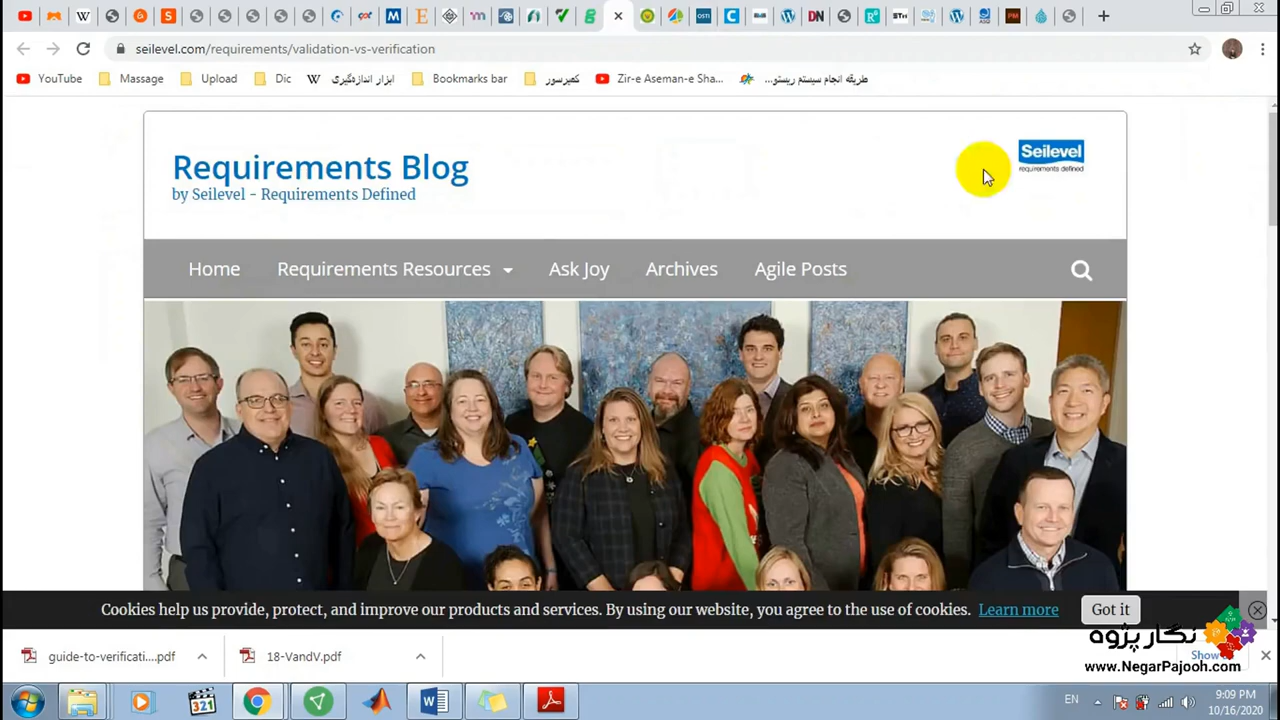 seilevel.com/requirements/validation-vs-verification
YouTube
Massage
Upload
Dic
ابزار اندازه‌گیری
Bookmarks bar
کمپرسور
Zir-e Aseman-e Sha...
طریقه انجام سیستم ریستو...
Requirements Blog
by Seilevel - Requirements Defined
Seilevel
requirements defined
Home
Requirements Resources
Ask Joy
Archives
Agile Posts
Cookies help us provide, protect, and improve our products and services. By using our website, you agree to the use of cookies.
Learn more
Got it
guide-to-verificati....pdf
18-VandV.pdf
Show
نگار پژوه
www.NegarPajooh.com
EN
9:09 PM
10/16/2020